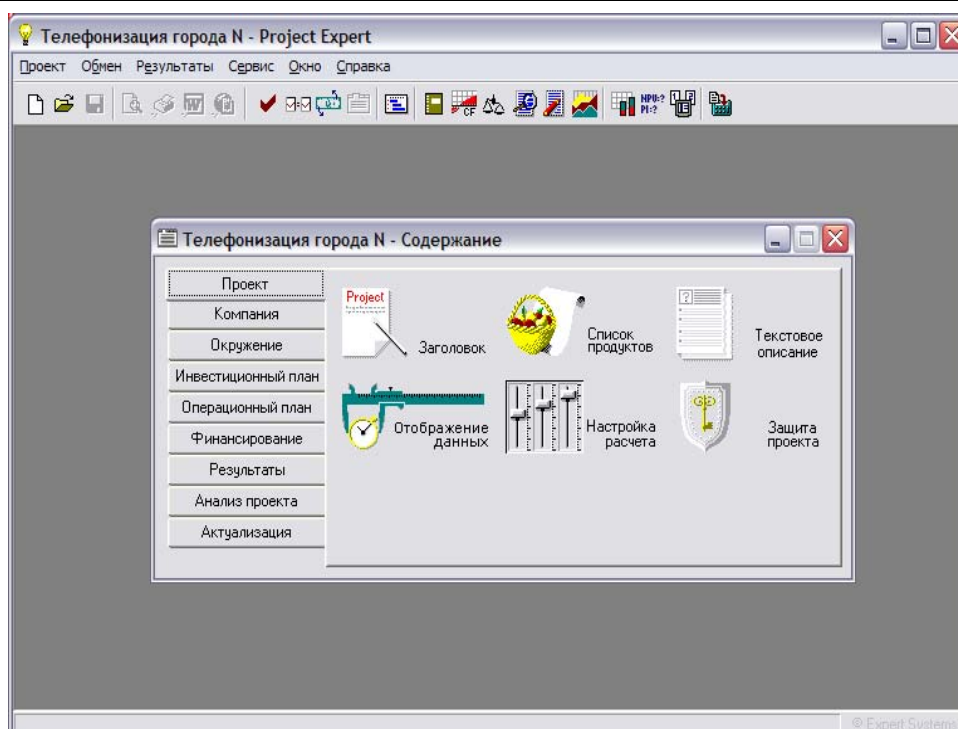 Телефонизация города N - Project Expert
Проект Обмен Результаты Сервис Окно Справка
CF
NPV:?
PI:?
Телефонизация города N - Содержание
Проект
Компания
Окружение
Инвестиционный план
Операционный план
Финансирование
Результаты
Анализ проекта
Актуализация
Project
Заголовок
Список
продуктов
Текстовое
описание
Отображение
данных
Настройка
расчета
Защита
проекта
© Expert Systems